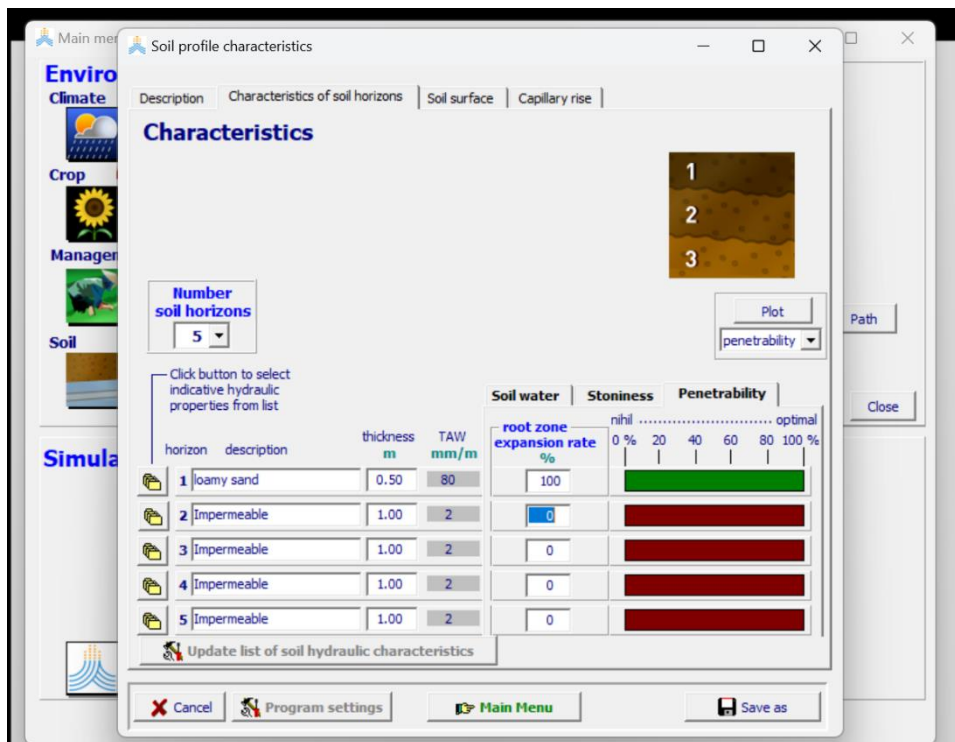 Main mer
Soil profile characteristics
Enviro
Climate
Crop
Manager
Soil
Simula
Path
Close
Description
Characteristics of soil horizons
Soil surface
Capillary rise
Characteristics
1
2
3
Number
soil horizons
5
Plot
penetrability
Click button to select
indicative hydraulic
properties from list
Soil water
Stoniness
Penetrability
horizon description thickness m TAW mm/m
root zone
expansion rate
%
nihil ........................ optimal
0 % 20 40 60 80 100 %
1 loamy sand 0.50 80 100
2 Impermeable 1.00 2 0
3 Impermeable 1.00 2 0
4 Impermeable 1.00 2 0
5 Impermeable 1.00 2 0
Update list of soil hydraulic characteristics
Cancel
Program settings
Main Menu
Save as